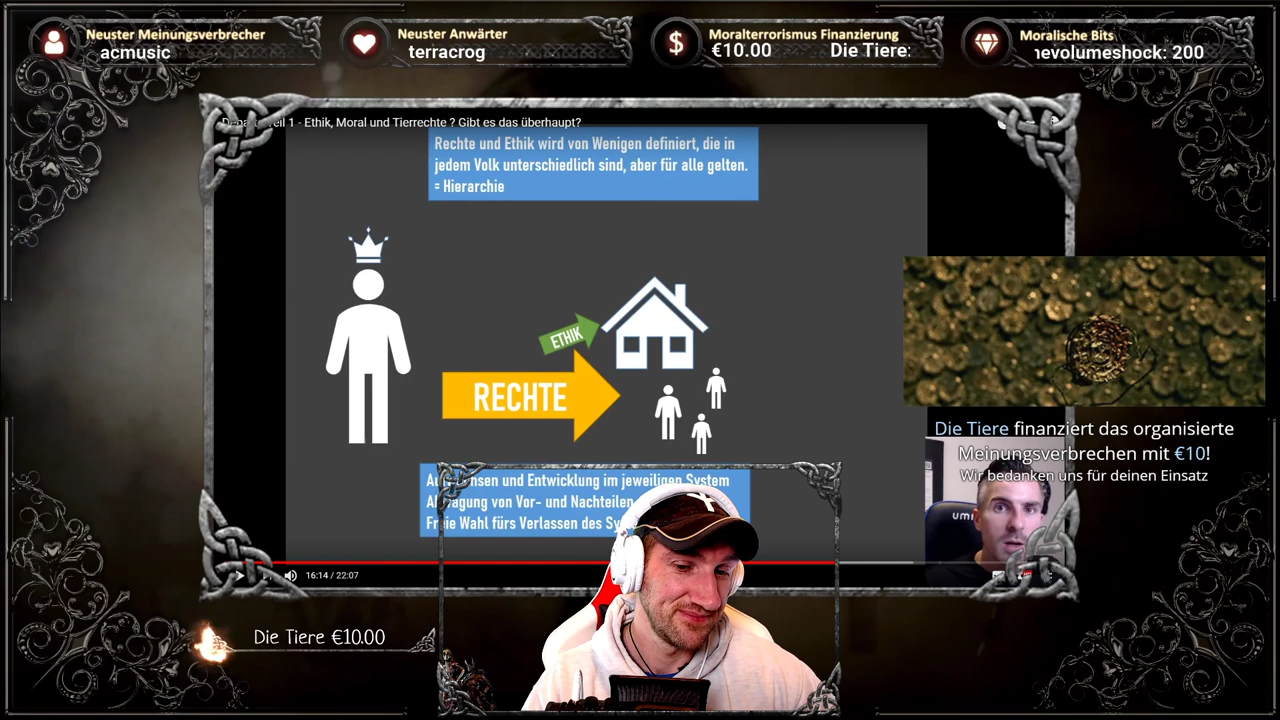 Neuster Meinungsverbrecher
acmusic
Neuster Anwärter
terracrog
$
Moralterrorismus Finanzierung
€10.00 Die Tiere:
Moralische Bits
nevolumeshock: 200
Teil 1 - Ethik, Moral und Tierrechte ? Gibt es das überhaupt?
Rechte und Ethik wird von Wenigen definiert, die in
jedem Volk unterschiedlich sind, aber für alle gelten.
= Hierarchie
ETHIK
RECHTE
Die Tiere finanziert das organisierte
Meinungsverbrechen mit €10!
Wir bedanken uns für deinen Einsatz
und Entwicklung im jeweiligen System
von Vor- und Nachteilen
Freie Wahl fürs Verlassen des
16:14 / 22:07
Die Tiere €10.00